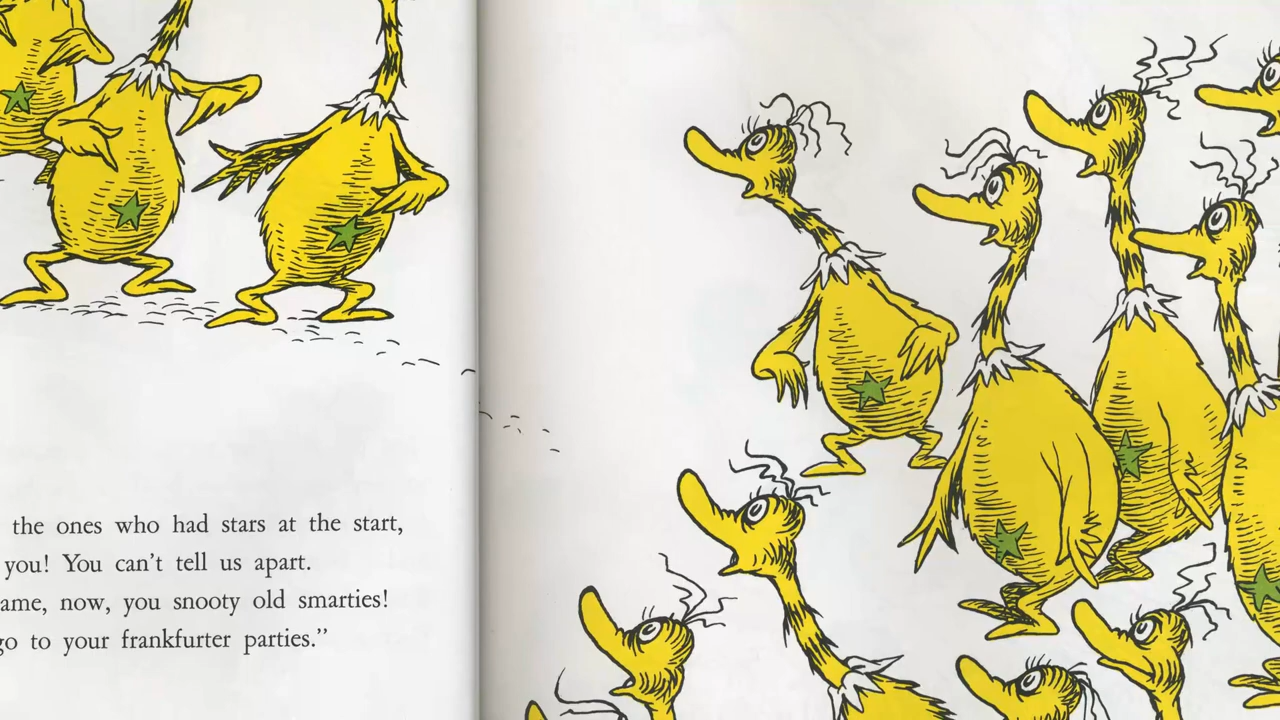 the ones who had stars at the start,
you! You can't tell us apart.
ame, now, you snooty old smarties!
go to your frankfurter parties.”